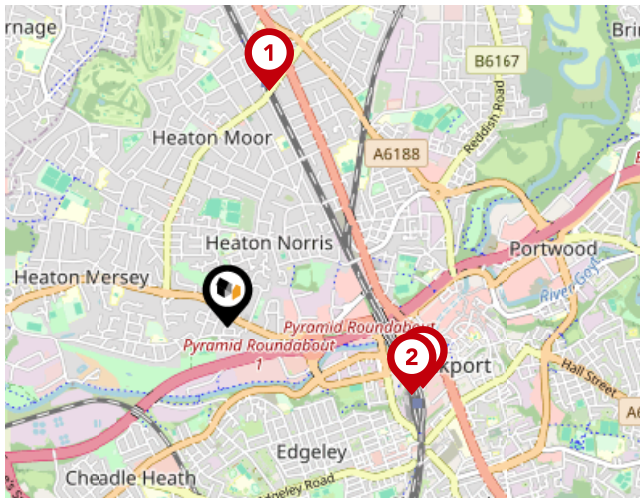 rnage
Bri
1
B6167
Reddish Road
Heaton Moor
A6188
Heaton Norris
Portwood
Heaton Mersey
River Goyt
Pyramid Roundabout
Pyramid Roundabout
1
2
kport
Hall Street
A6
Edgeley
Cheadle Heath
Edgeley Road